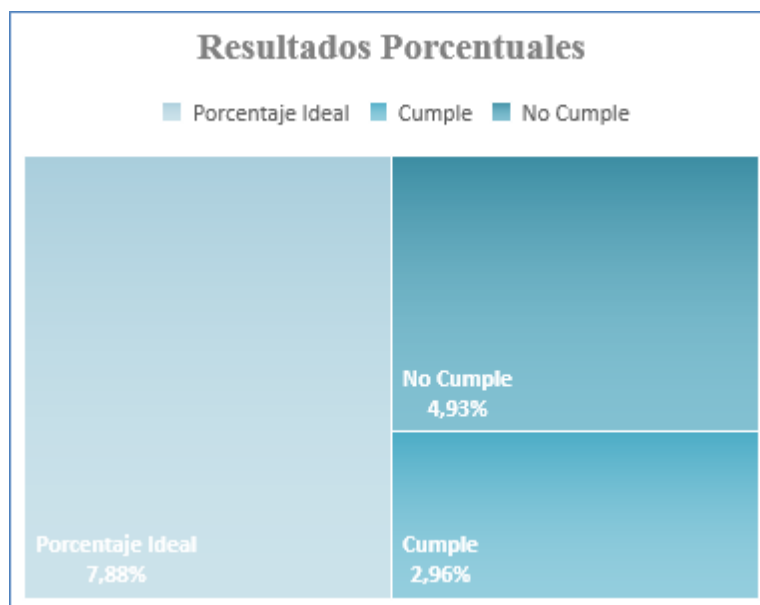 Resultados Porcentuales
Porcentaje Ideal Cumple No Cumple
No Cumple
4,93%
Porcentaje Ideal
7,88%
Cumple
2,96%